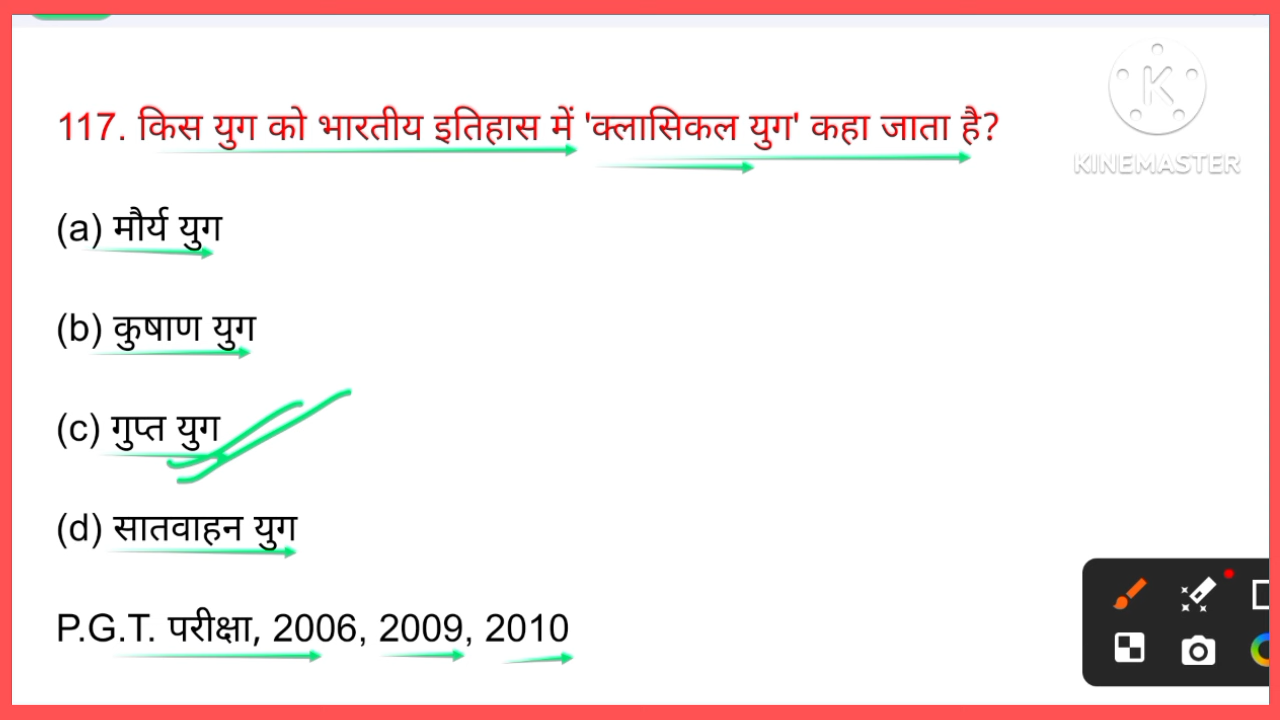 117. किस युग को भारतीय इतिहास में 'क्लासिकल युग' कहा जाता है?
KINEMASTER
(a) मौर्य युग
(b) कुषाण युग
(c) गुप्त युग
(d) सातवाहन युग
P.G.T. परीक्षा, 2006, 2009, 2010